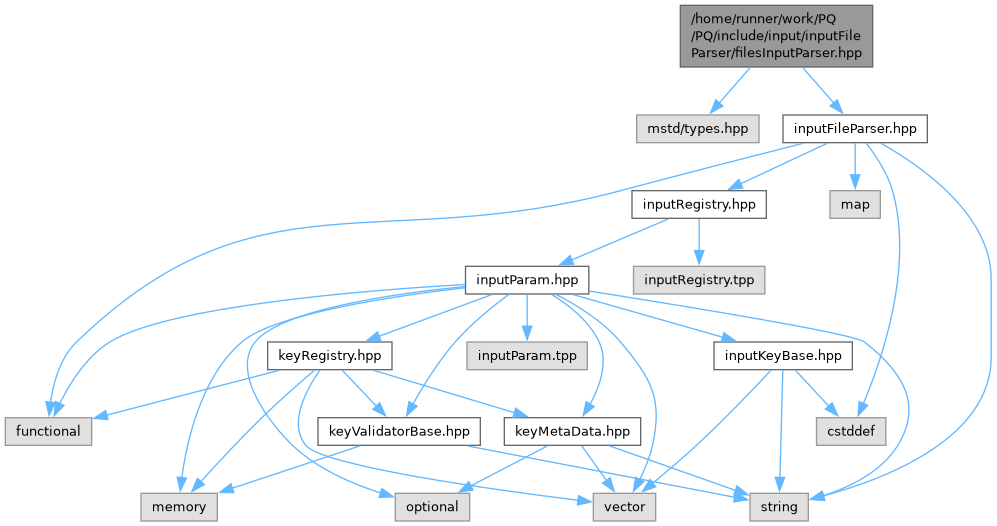 /home/runner/work/PQ
/PQ/include/input/inputFile
Parser/filesInputParser.hpp
mstd/types.hpp
inputFileParser.hpp
inputRegistry.hpp
map
inputParam.hpp
inputRegistry.tpp
keyRegistry.hpp
inputParam.tpp
inputKeyBase.hpp
functional
keyValidatorBase.hpp
keyMetaData.hpp
cstddef
memory
optional
vector
string